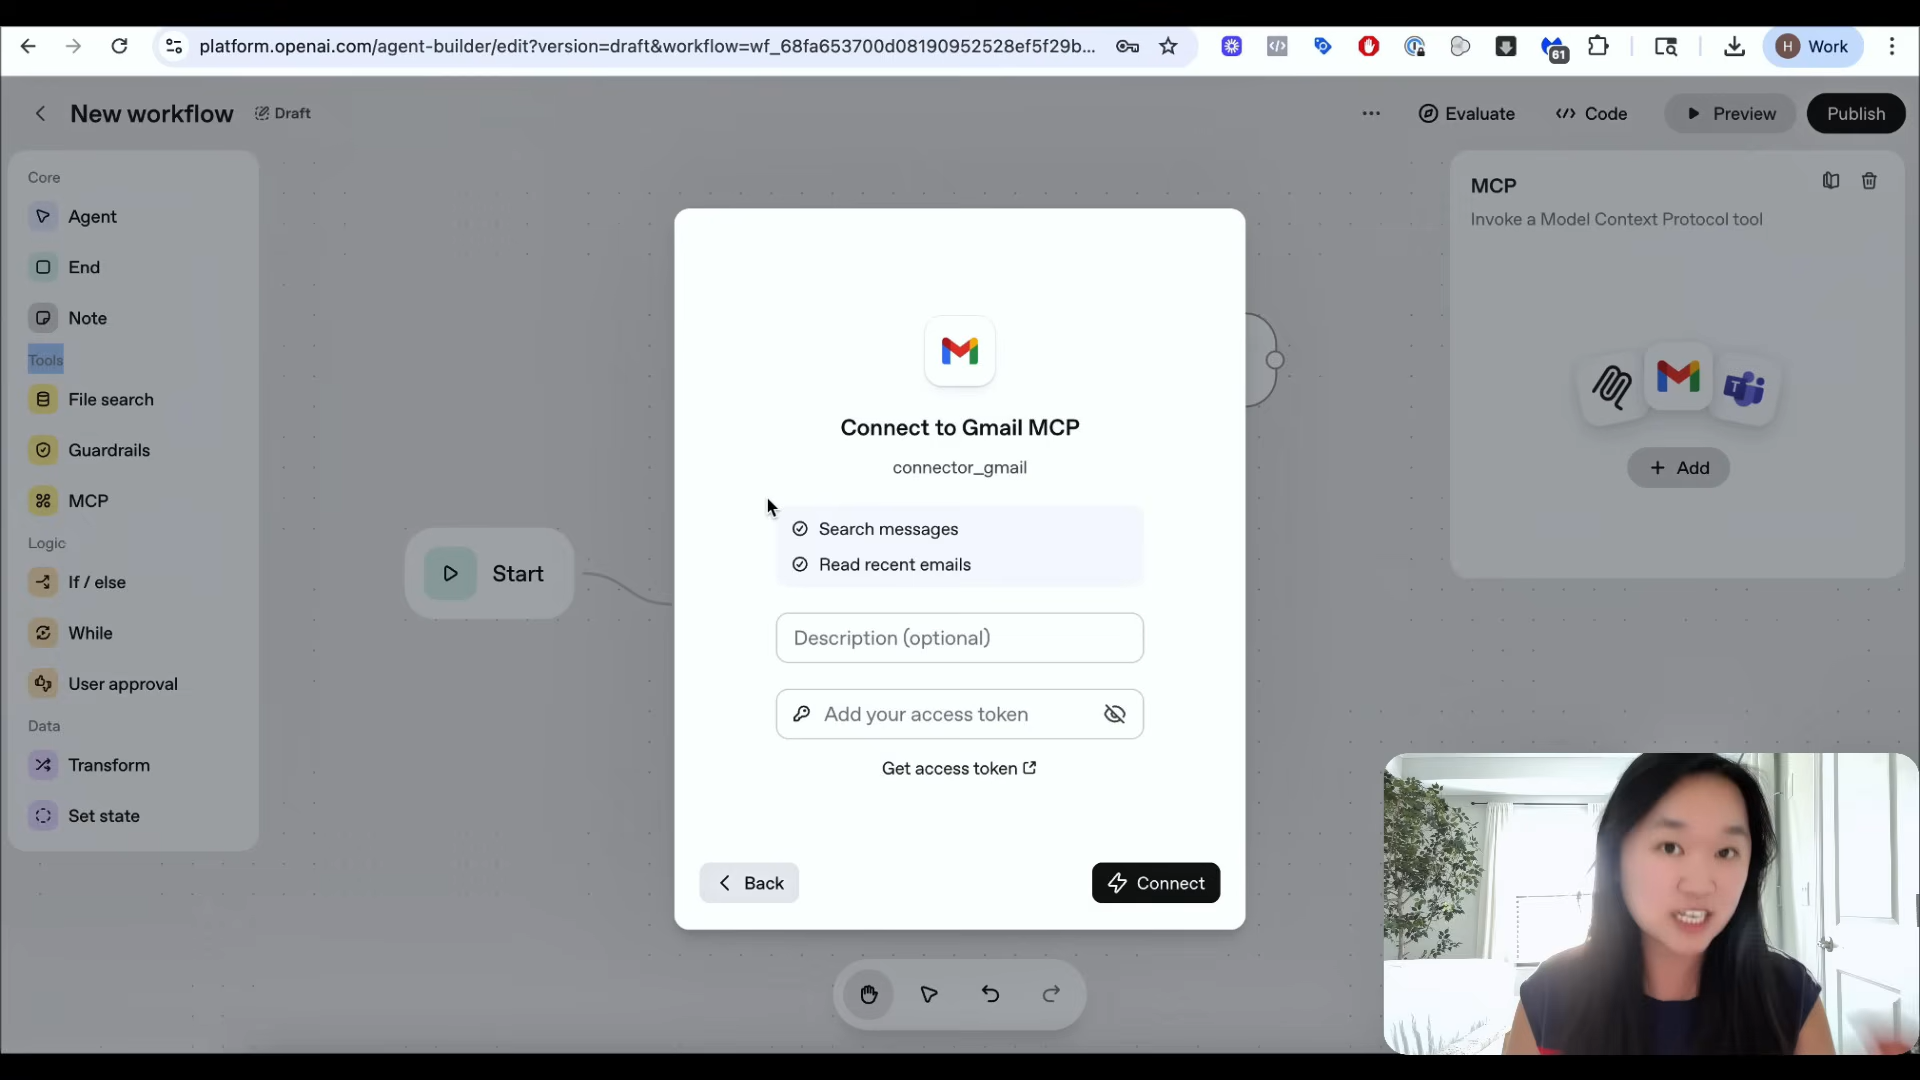 platform.openai.com/agent-builder/edit?version=draft&workflow=wf_68fa653700d08190952528ef5f29b...
61
H Work
New workflow
Draft
Evaluate
Code
Preview
Publish
Core
Agent
End
Note
Tools
File search
Guardrails
MCP
Logic
If / else
While
User approval
Data
Transform
Set state
Start
Connect to Gmail MCP
connector_gmail
Search messages
Read recent emails
Description (optional)
Add your access token
Get access token
Back
Connect
MCP
Invoke a Model Context Protocol tool
T
+ Add